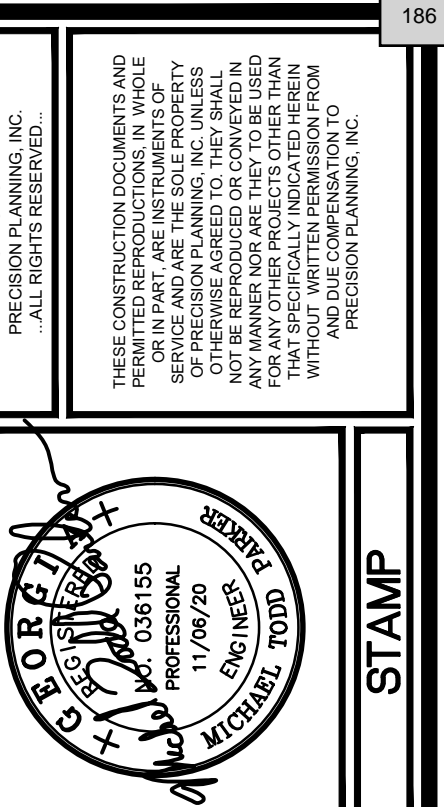 186
PRECISION PLANNING, INC.
...ALL RIGHTS RESERVED...
THESE CONSTRUCTION DOCUMENTS AND
PERMITTED REPRODUCTIONS, IN WHOLE
OR IN PART, ARE INSTRUMENTS OF
SERVICE AND ARE THE SOLE PROPERTY
OF PRECISION PLANNING, INC. UNLESS
OTHERWISE AGREED TO. THEY SHALL
NOT BE REPRODUCED OR CONVEYED IN
ANY MANNER NOR ARE THEY TO BE USED
FOR ANY OTHER PROJECTS OTHER THAN
THAT SPECIFICALLY INDICATED HEREIN
WITHOUT WRITTEN PERMISSION FROM
AND DUE COMPENSATION TO
PRECISION PLANNING, INC.
GEORGIA
REGISTERED
NO. 036155
PROFESSIONAL
11/06/20
ENGINEER
MICHAEL TODD PARKER
STAMP